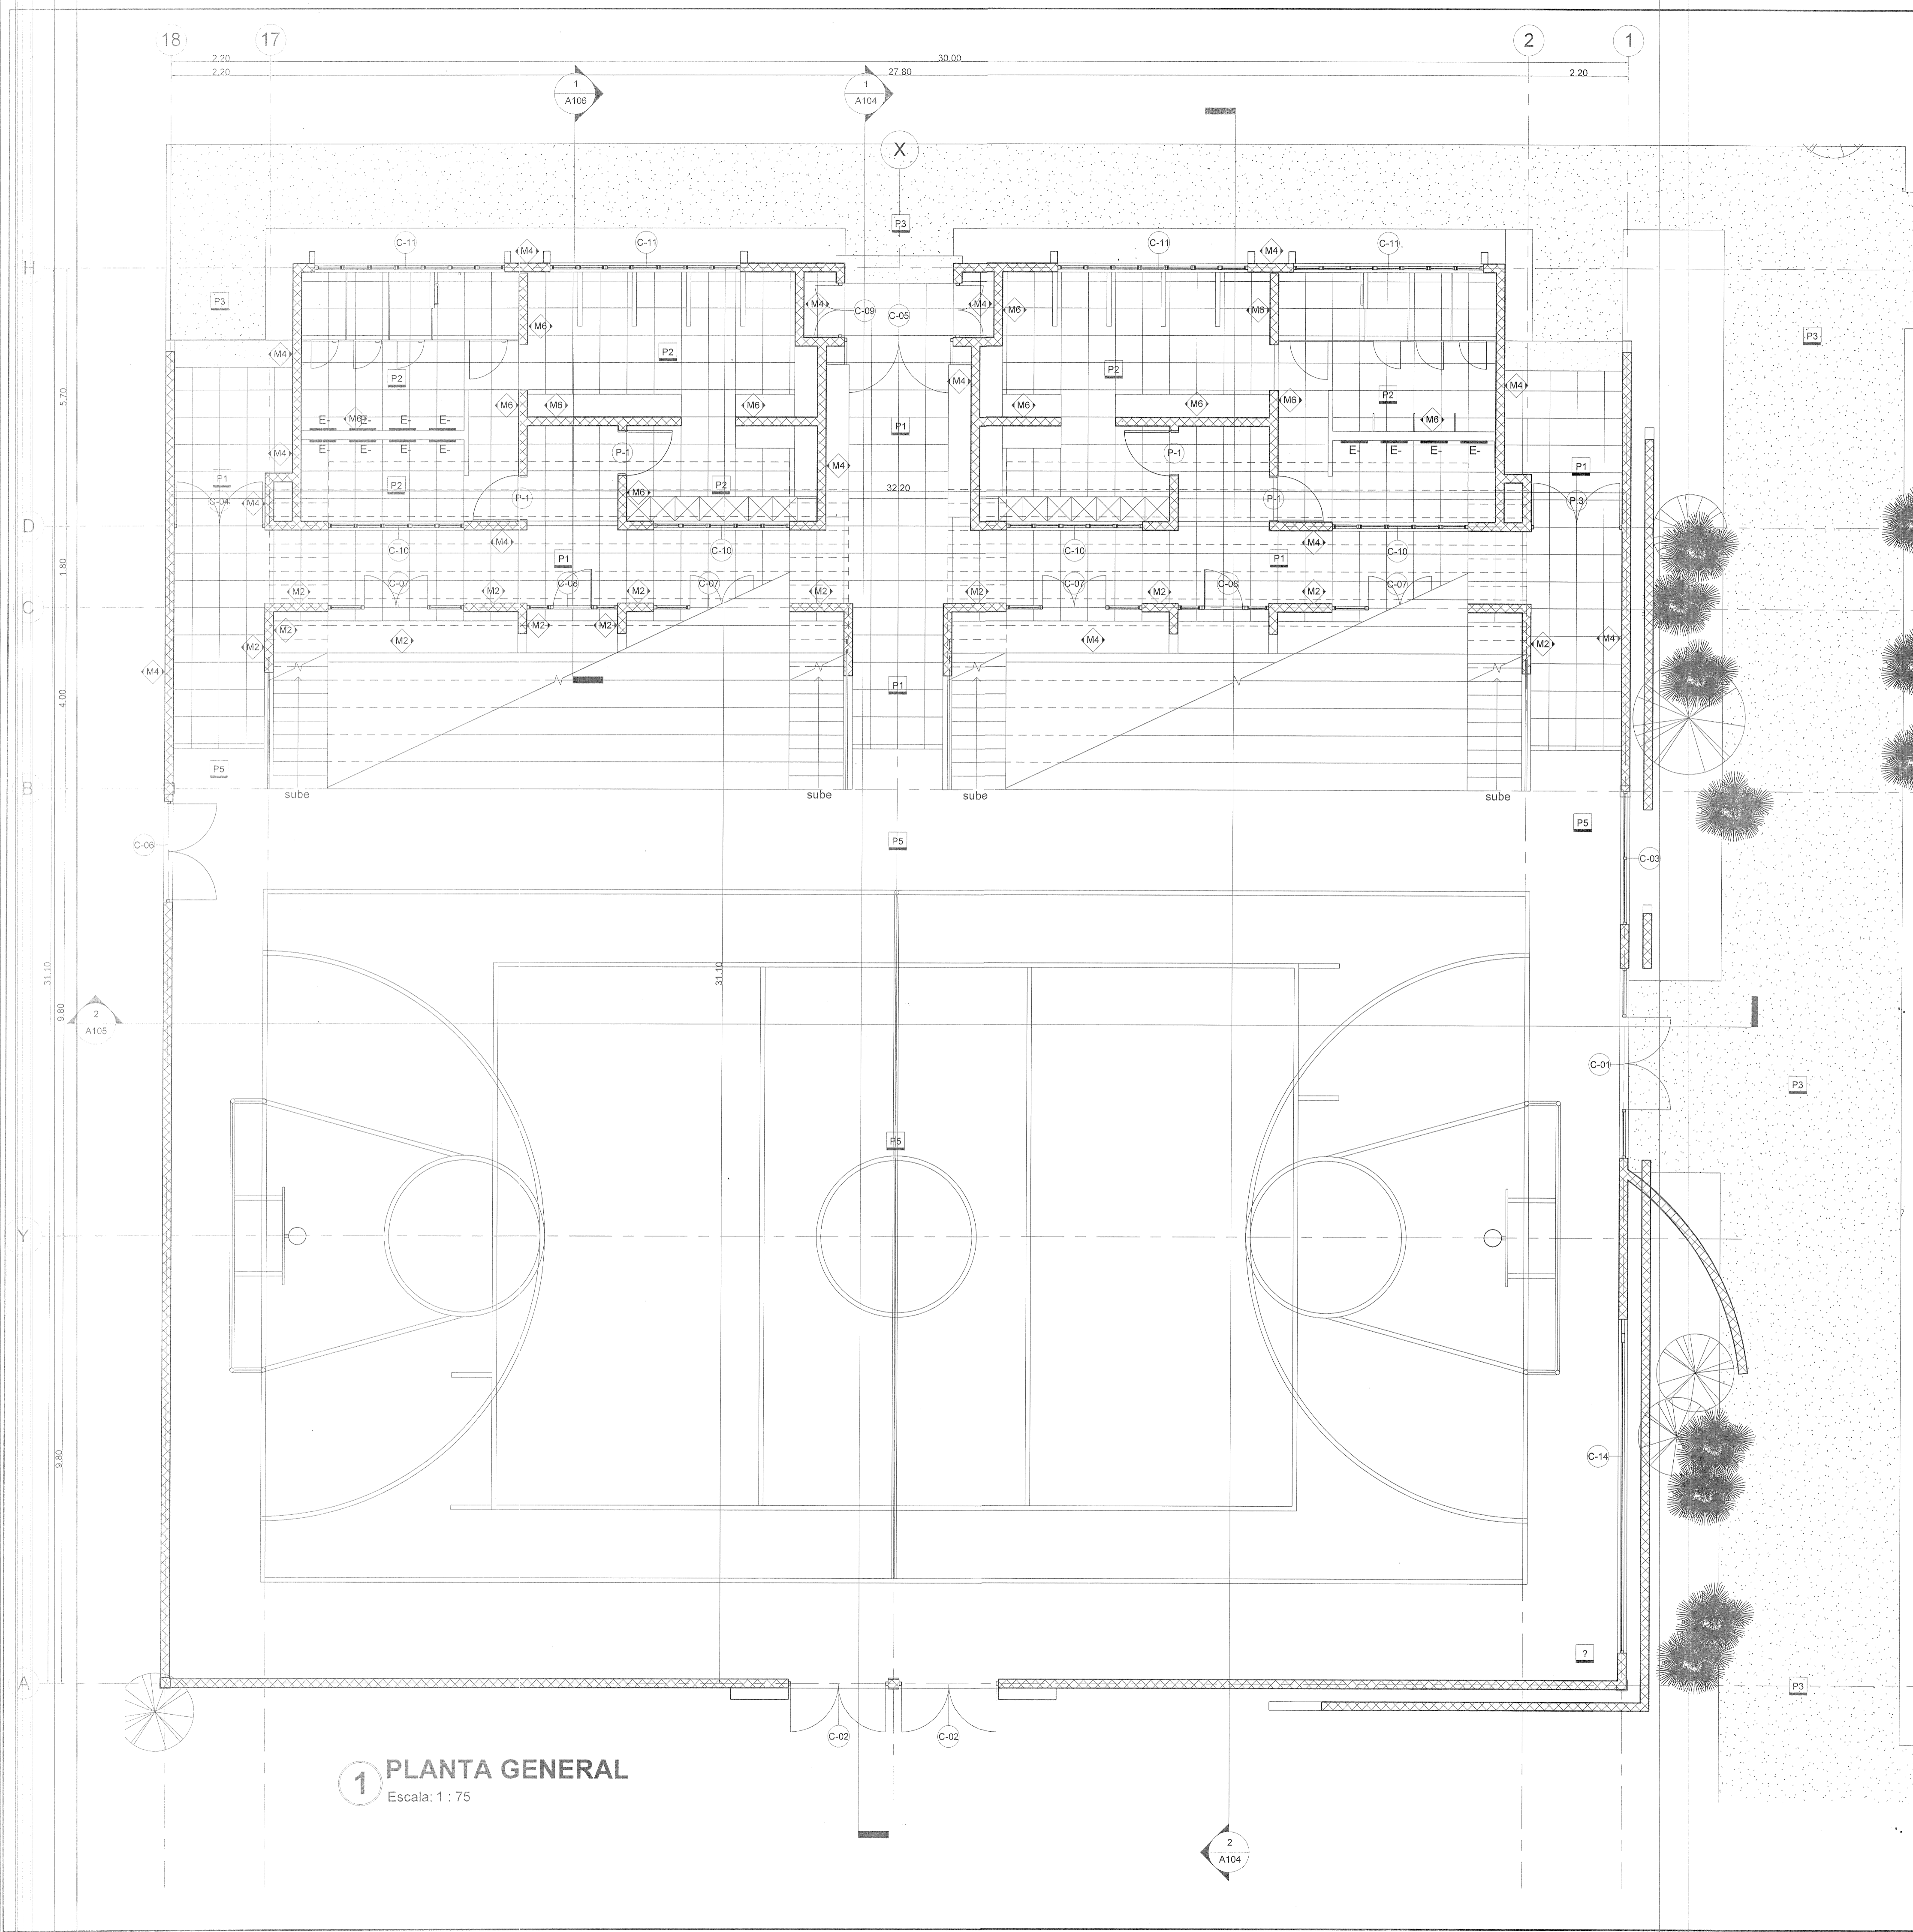 18 17 2 1
2.20 30.00
2.20 27.80 2.20
1 A106
1 A104
X
P3
C-11 M4 C-11 C-11 M4 C-11
H
P3 M4 C-09 C-05 M4 M6 M6 P3
M6
M4 P2 P2 P2 M4
P2 M4
5.70
M6 M6 M6 M6 M6 M6 M6
E- M6 E- E- E- M6
P1
E- E- E- E- E- E- E- E-
M4 P-1 P-1
M4 P1
P1 P2 M6 P2 32.20
C-04 M4 P-1 P-1 P.3
D
C-10 M4 C-10 C-10 M4 C-10
P1 P1
1.80
C-07 C-08 C-07 C-07 C-08 C-07
M2 M2 M2 M2 M2 M2 M2
C
M2 M2 M2
M2 M2 M4 M2 M4
M4
P1
4.00
P5
B
sube sube sube sube
P5
C-06 P5
C-03
31.10 31.10
9.80
2 A105
C-01
P3
P5
Y
9.80
C-14
?
A
P3
C-02 C-02
1 PLANTA GENERAL
Escala: 1 : 75
2 A104